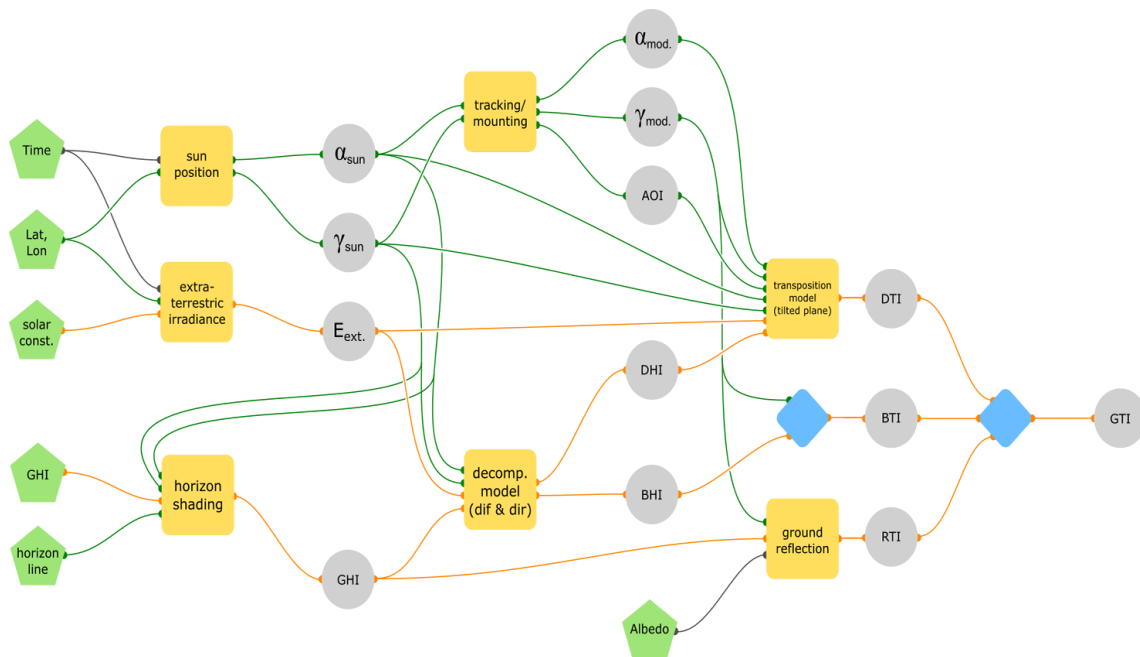 Time
Lat,
Lon
solar
const.
GHI
horizon
line
sun
position
extra-
terrestric
irradiance
horizon
shading
αsun
γsun
Eext.
GHI
tracking/
mounting
decomp.
model
(dif & dir)
αmod.
γmod.
AOI
DHI
BHI
Albedo
transposition
model
(tilted plane)
ground
reflection
DTI
BTI
RTI
GTI